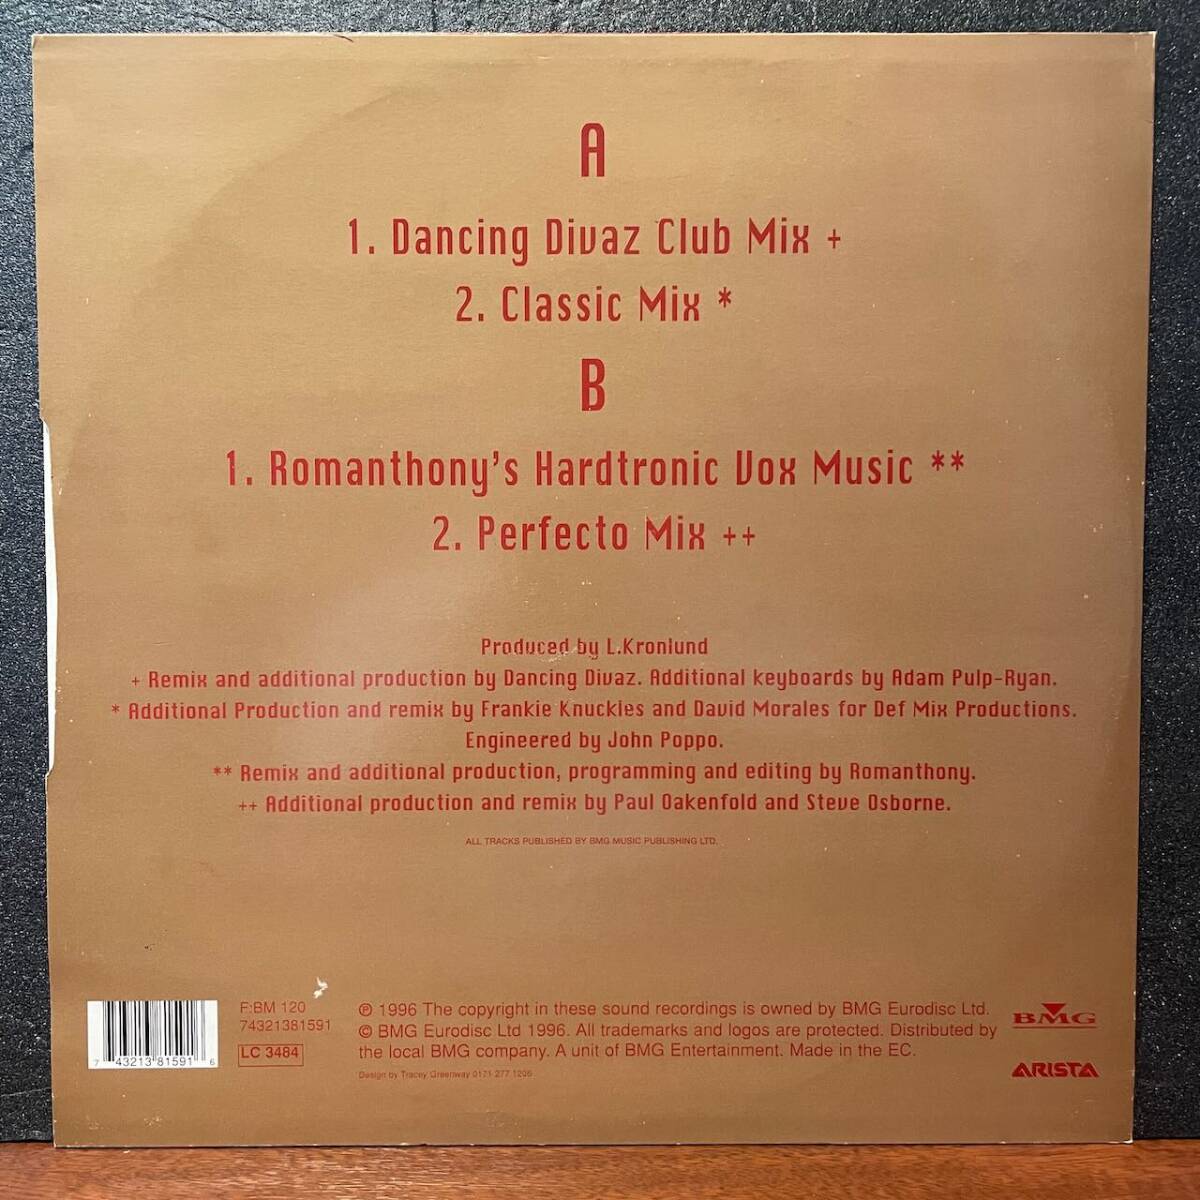 A
1. Dancing Divaz Club Mix +
2. Classic Mix *
B
1. Romanthony's Hardtronic Vox Music **
2. Perfecto Mix ++
Produced by L.Kronlund
+ Remix and additional production by Dancing Divaz. Additional keyboards by Adam Pulp-Ryan.
* Additional Production and remix by Frankie Knuckles and David Morales for Def Mix Productions.
Engineered by John Poppo.
** Remix and additional production, programming and editing by Romanthony.
++ Additional production and remix by Paul Oakenfold and Steve Osborne.
ALL TRACKS PUBLISHED BY BMG MUSIC PUBLISHING LTD.
7 43213 81591 6
F:BM 120
74321381591
LC 3484
℗ 1996 The copyright in these sound recordings is owned by BMG Eurodisc Ltd.
© BMG Eurodisc Ltd 1996. All trademarks and logos are protected. Distributed by
the local BMG company. A unit of BMG Entertainment. Made in the EC.
Design by Tracey Greenway 0171 277 1206
BMG
ARISTA